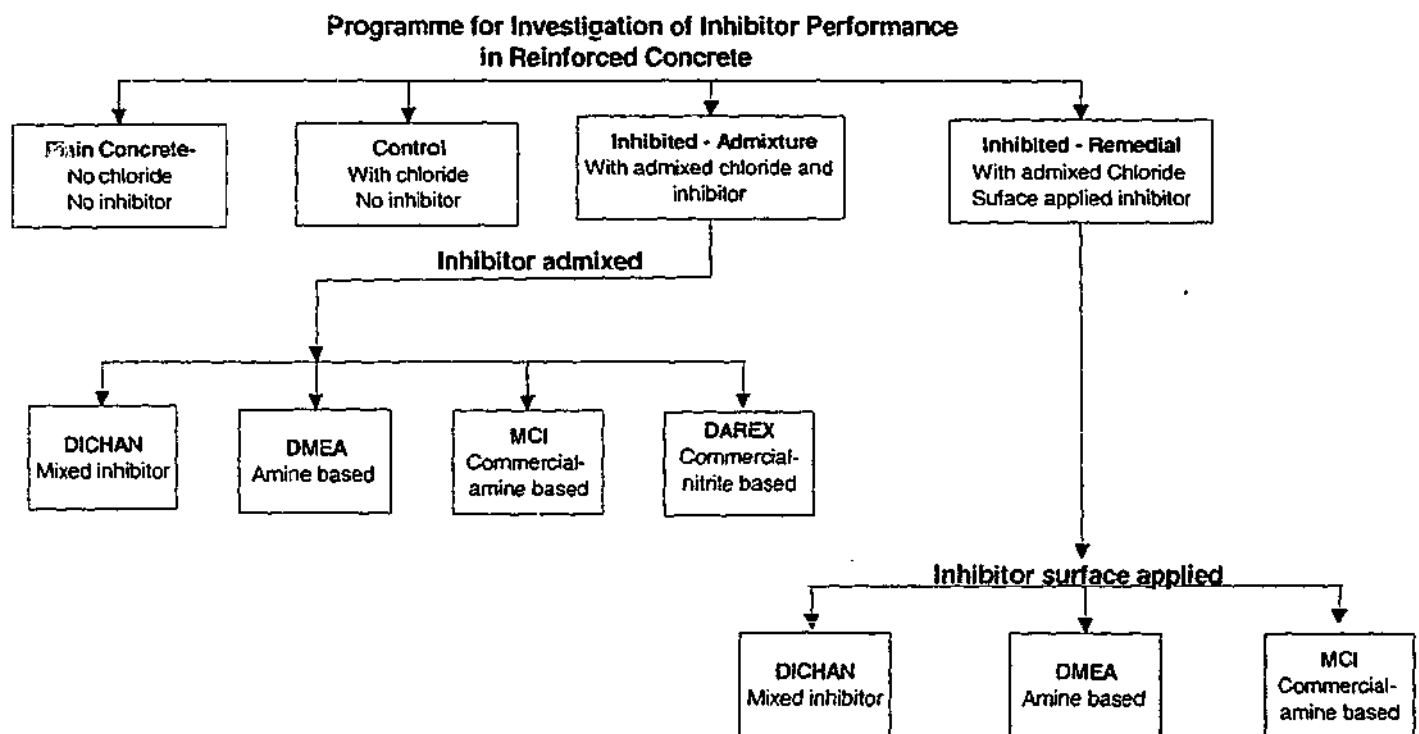 Programme for Investigation of Inhibitor Performance
in Reinforced Concrete
Plain Concrete-
No chloride
No inhibitor
Control
With chloride
No inhibitor
Inhibited - Admixture
With admixed chloride and
inhibitor
Inhibited - Remedial
With admixed Chloride
Suface applied inhibitor
Inhibitor admixed
DICHAN
Mixed inhibitor
DMEA
Amine based
MCI
Commercial-
amine based
DAREX
Commercial-
nitrite based
Inhibitor surface applied
DICHAN
Mixed inhibitor
DMEA
Amine based
MCI
Commercial-
amine based